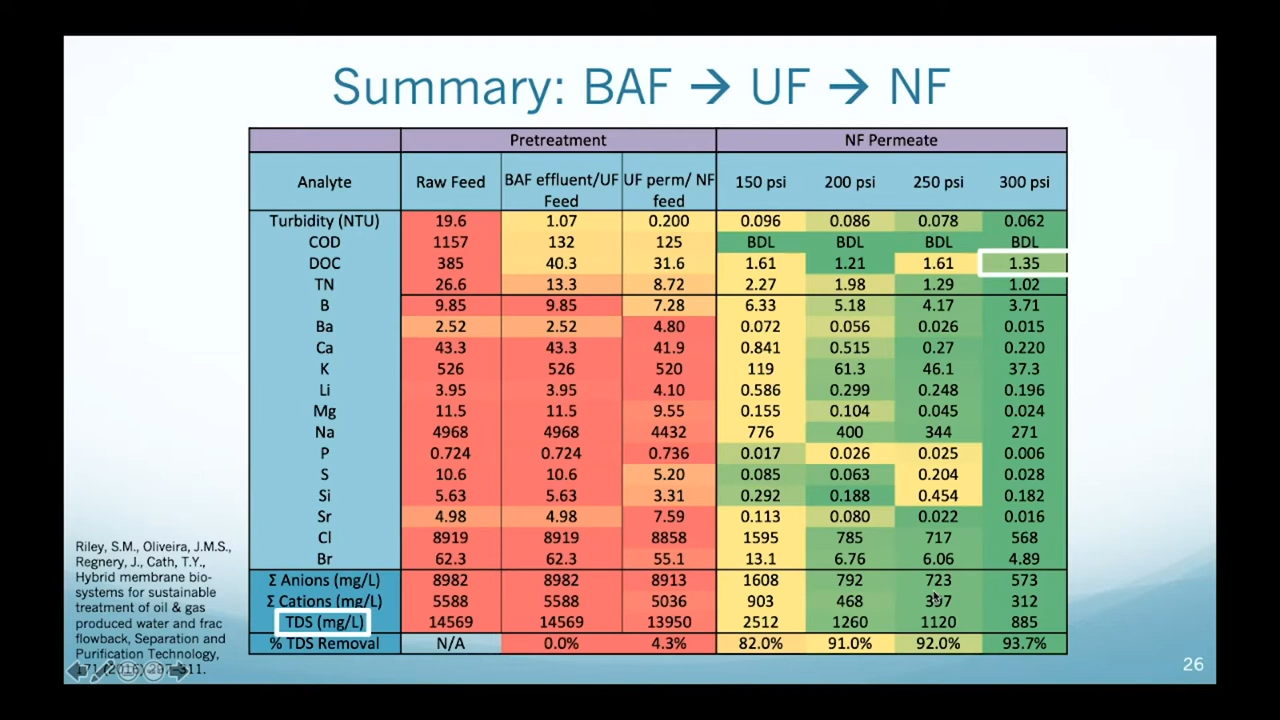 Summary: BAF → UF → NF
Pretreatment NF Permeate
Analyte Raw Feed BAF effluent/UF Feed UF perm/ NF feed 150 psi 200 psi 250 psi 300 psi
Turbidity (NTU) 19.6 1.07 0.200 0.096 0.086 0.078 0.062
COD 1157 132 125 BDL BDL BDL BDL
DOC 385 40.3 31.6 1.61 1.21 1.61 1.35
TN 26.6 13.3 8.72 2.27 1.98 1.29 1.02
B 9.85 9.85 7.28 6.33 5.18 4.17 3.71
Ba 2.52 2.52 4.80 0.072 0.056 0.026 0.015
Ca 43.3 43.3 41.9 0.841 0.515 0.27 0.220
K 526 526 520 119 61.3 46.1 37.3
Li 3.95 3.95 4.10 0.586 0.299 0.248 0.196
Mg 11.5 11.5 9.55 0.155 0.104 0.045 0.024
Na 4968 4968 4432 776 400 344 271
P 0.724 0.724 0.736 0.017 0.026 0.025 0.006
S 10.6 10.6 5.20 0.085 0.063 0.204 0.028
Si 5.63 5.63 3.31 0.292 0.188 0.454 0.182
Sr 4.98 4.98 7.59 0.113 0.080 0.022 0.016
Cl 8919 8919 8858 1595 785 717 568
Br 62.3 62.3 55.1 13.1 6.76 6.06 4.89
Σ Anions (mg/L) 8982 8982 8913 1608 792 723 573
Σ Cations (mg/L) 5588 5588 5036 903 468 397 312
TDS (mg/L) 14569 14569 13950 2512 1260 1120 885
% TDS Removal N/A 0.0% 4.3% 82.0% 91.0% 92.0% 93.7%
Riley, S.M., Oliveira, J.M.S.,
Regnery, J., Cath, T.Y.,
Hybrid membrane bio-
systems for sustainable
treatment of oil & gas
produced water and frac
flowback, Separation and
Purification Technology,
26